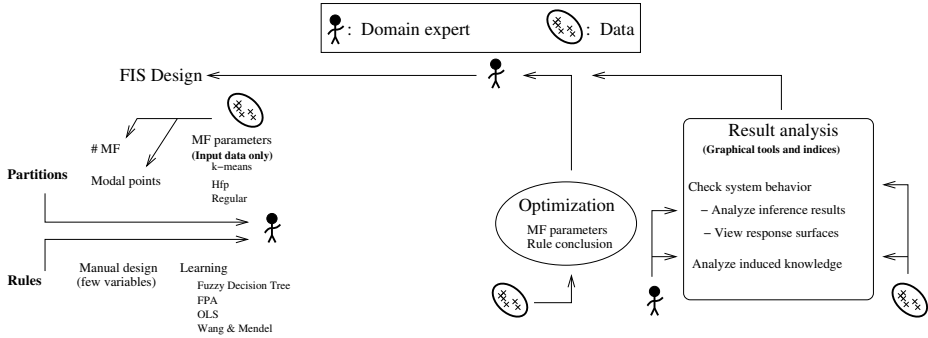 : Domain expert : Data
FIS Design
Result analysis
(Graphical tools and indices)
MF parameters
(Input data only)
k−means
Hfp
Regular
# MF
Modal points
Partitions
Check system behavior
− Analyze inference results
− View response surfaces
Analyze induced knowledge
Optimization
MF parameters
Rule conclusion
Rules
Manual design
(few variables)
Learning
Fuzzy Decision Tree
FPA
OLS
Wang & Mendel